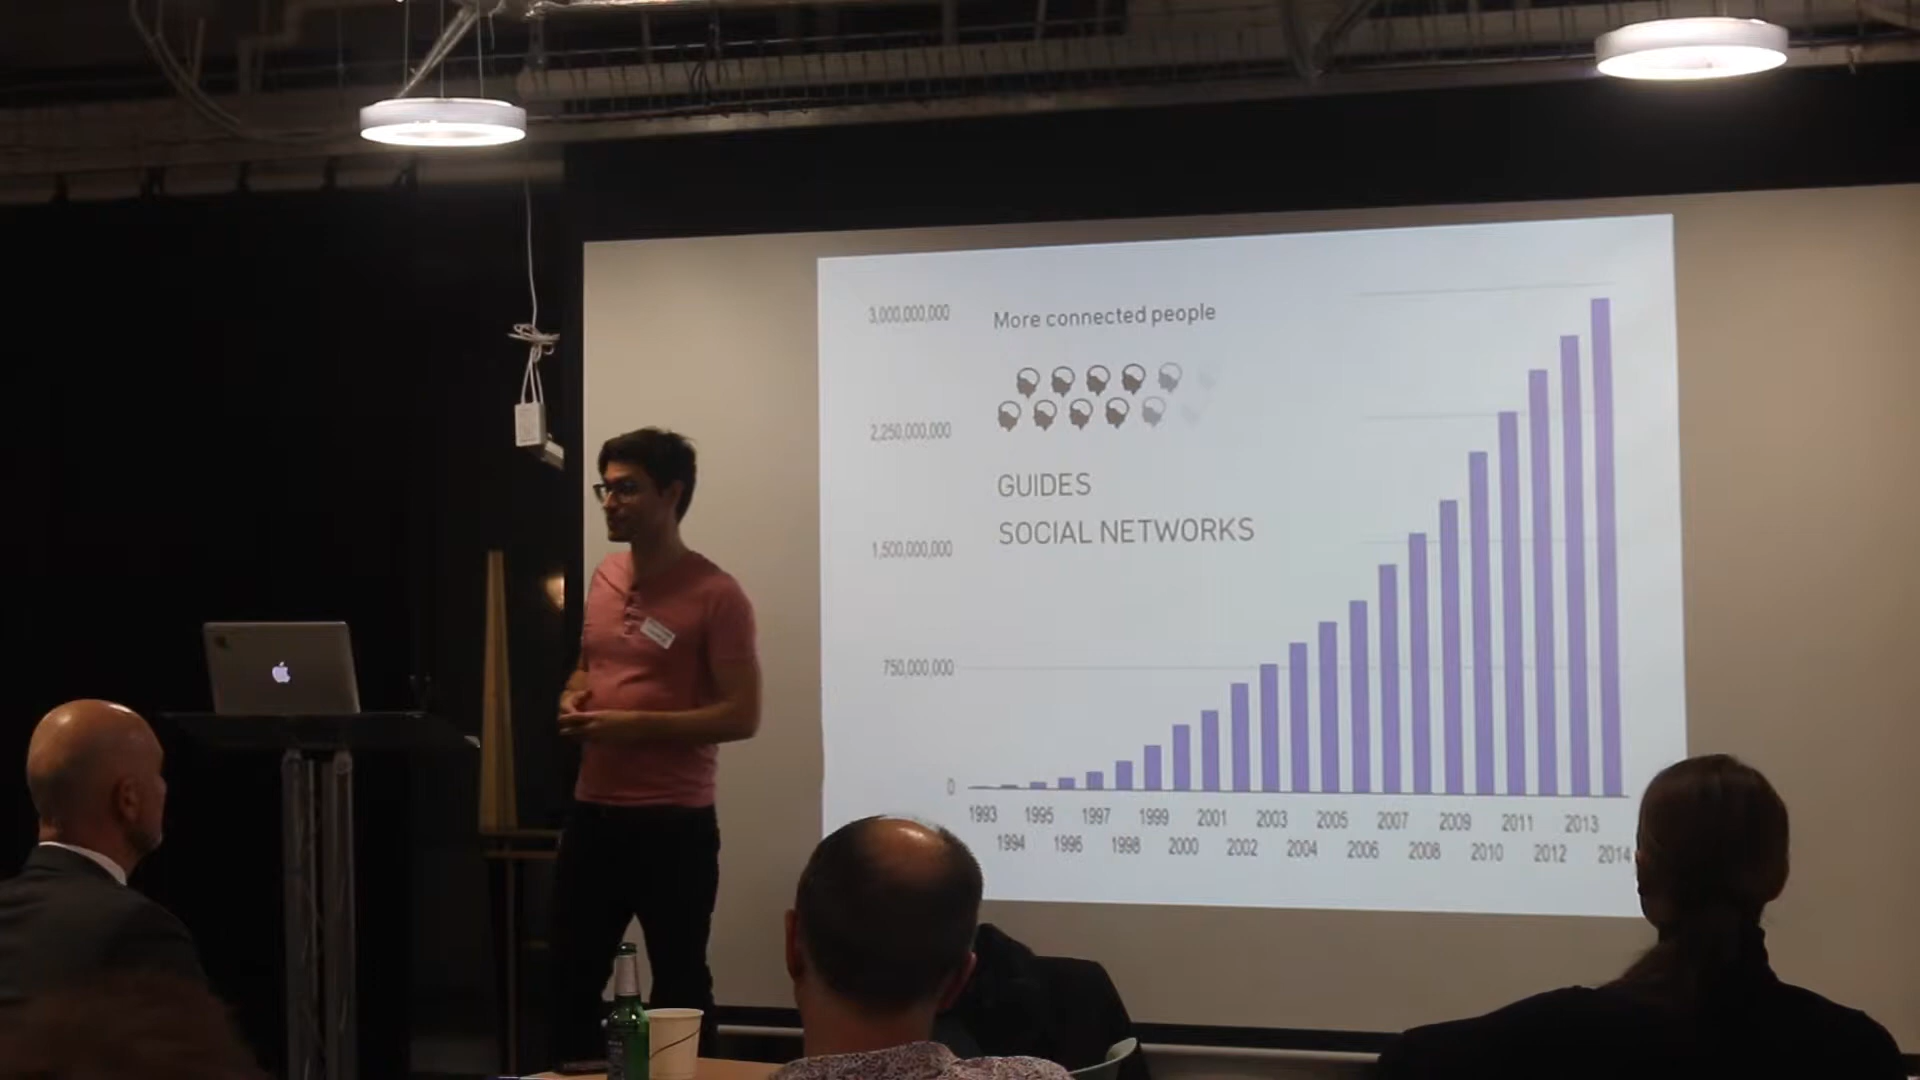 3,000,000,000
More connected people
2,250,000,000
GUIDES
SOCIAL NETWORKS
1,500,000,000
750,000,000
0
1993 1995 1997 1999 2001 2003 2005 2007 2009 2011 2013
1994 1996 1998 2000 2002 2004 2006 2008 2010 2012 2014